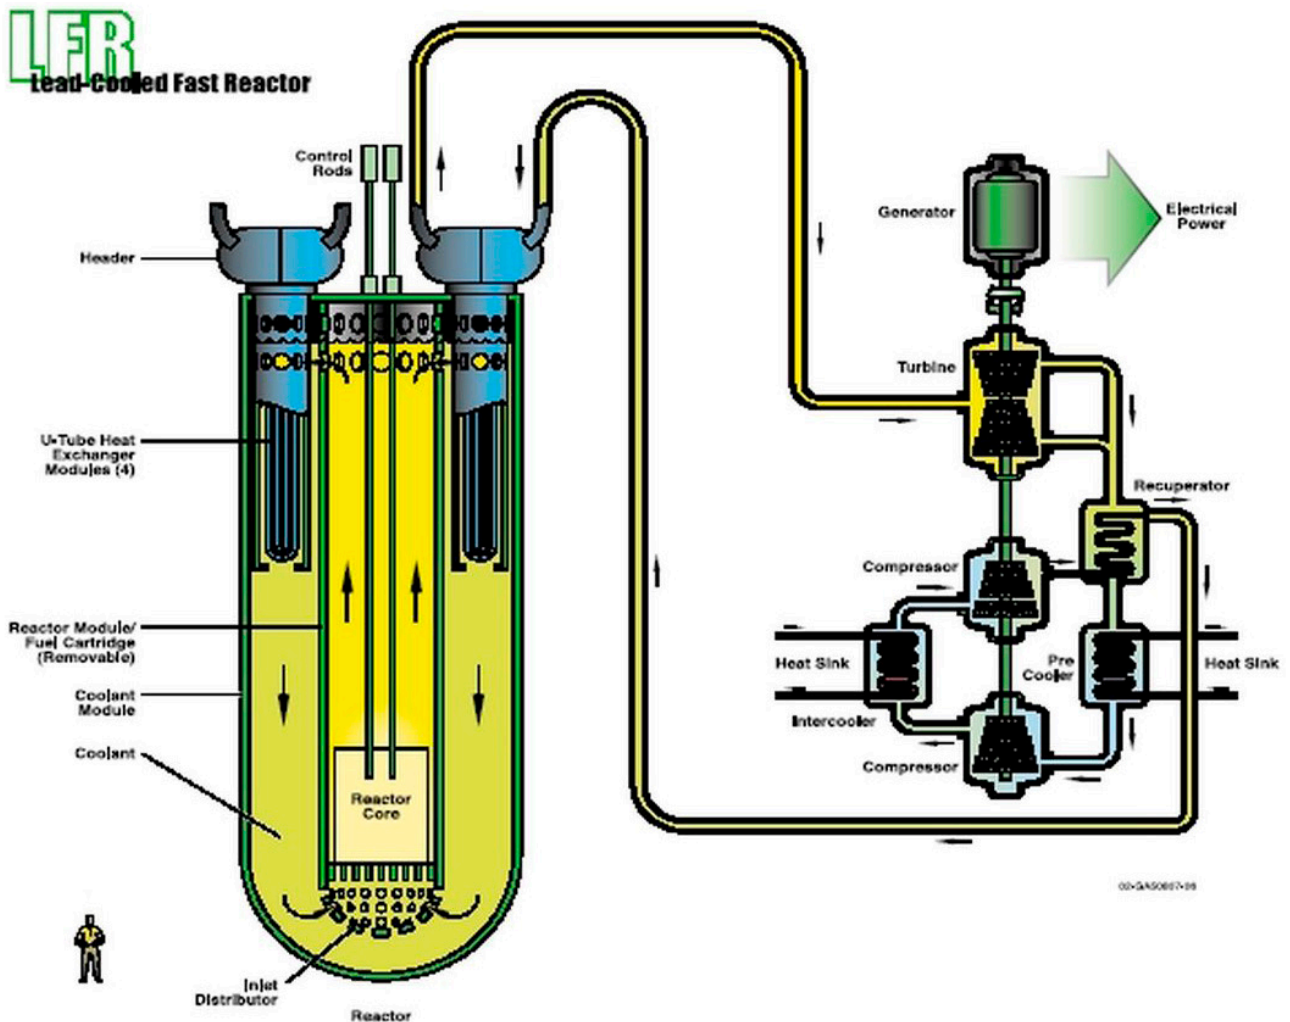 LFR
Lead-Cooled Fast Reactor
Control
Rods
Header
Generator
Electrical
Power
Turbine
U-Tube Heat
Exchanger
Modules (4)
Recuperator
Compressor
Reactor Module/
Fuel Cartridge
(Removable)
Heat Sink
Pre
Cooler
Heat Sink
Coolant
Module
Intercooler
Coolant
Compressor
Reactor
Core
Inlet
Distributor
Reactor